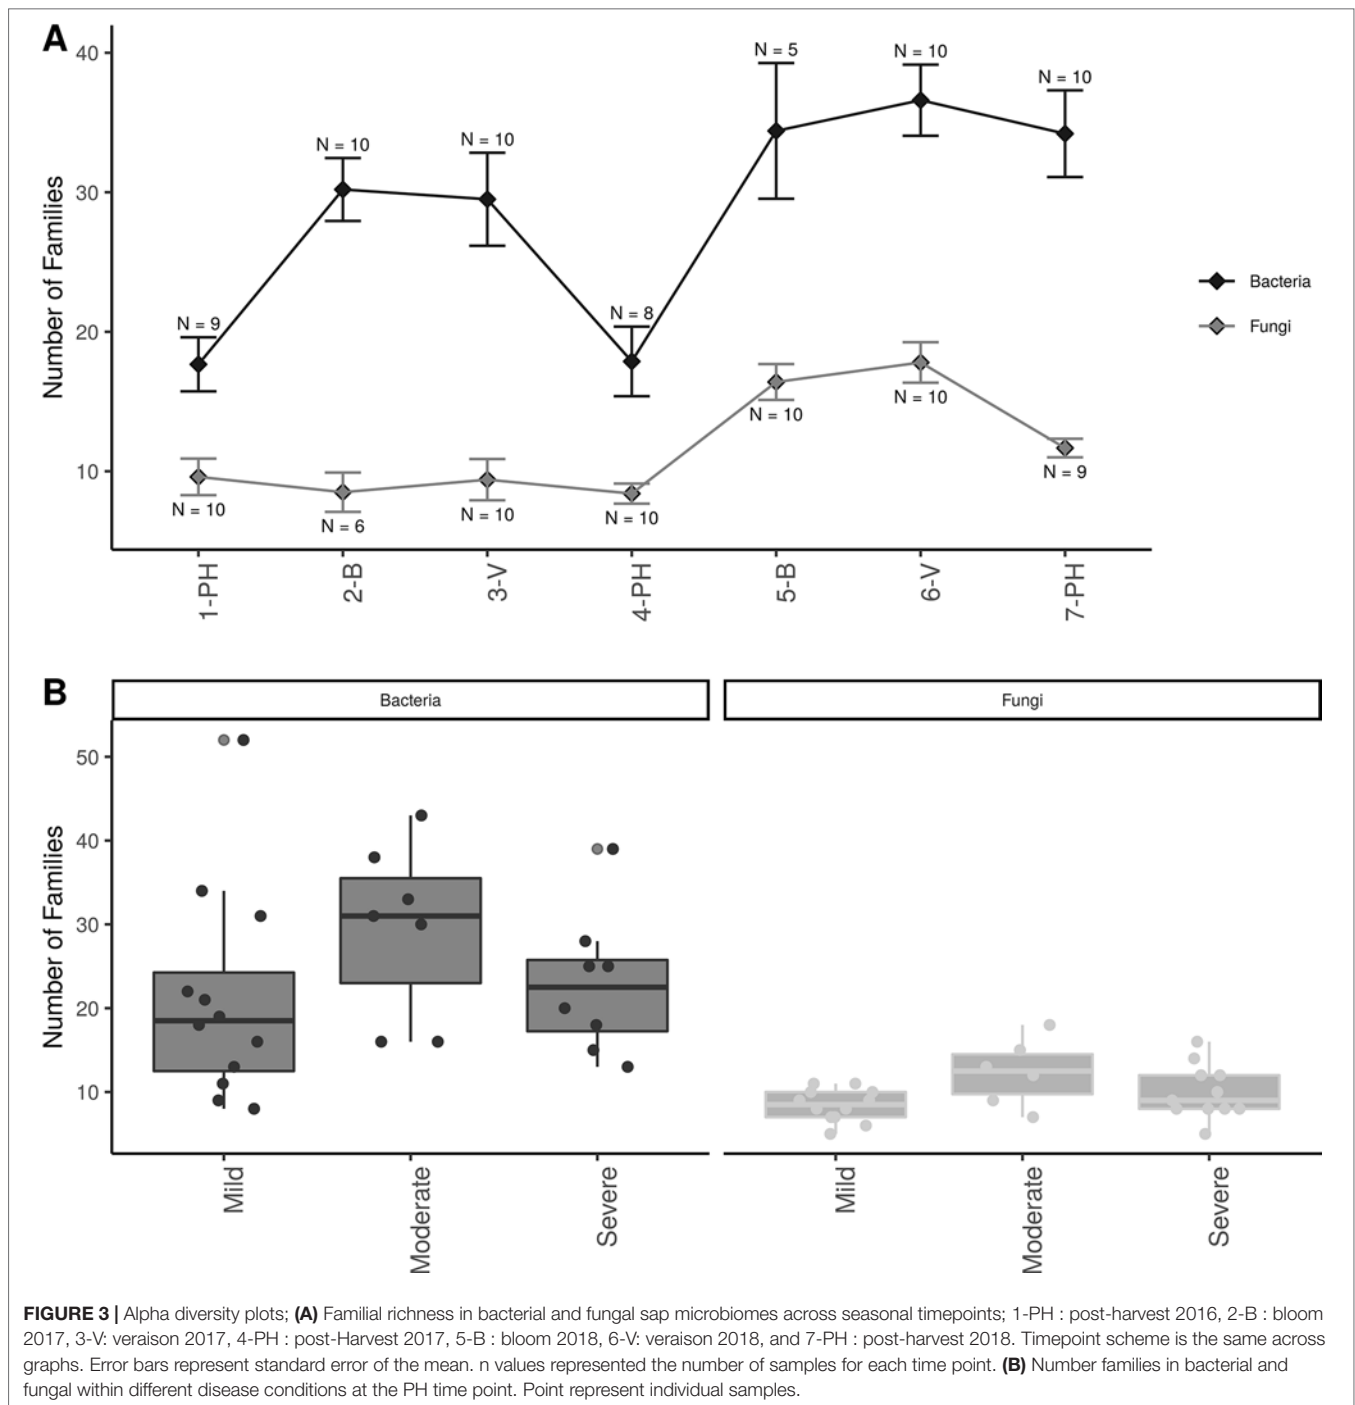 A
40
30
20
10
Number of Families
N = 9
N = 10
N = 10
N = 8
N = 5
N = 10
N = 10
N = 10
N = 6
N = 10
N = 10
N = 10
N = 10
N = 9
Bacteria
Fungi
1-PH
2-B
3-V
4-PH
5-B
6-V
7-PH
B
Bacteria
Fungi
50
40
30
20
10
Number of Families
Mild
Moderate
Severe
Mild
Moderate
Severe
FIGURE 3 | Alpha diversity plots; (A) Familial richness in bacterial and fungal sap microbiomes across seasonal timepoints; 1-PH : post-harvest 2016, 2-B : bloom
2017, 3-V: veraison 2017, 4-PH : post-Harvest 2017, 5-B : bloom 2018, 6-V: veraison 2018, and 7-PH : post-harvest 2018. Timepoint scheme is the same across
graphs. Error bars represent standard error of the mean. n values represented the number of samples for each time point. (B) Number families in bacterial and
fungal within different disease conditions at the PH time point. Point represent individual samples.